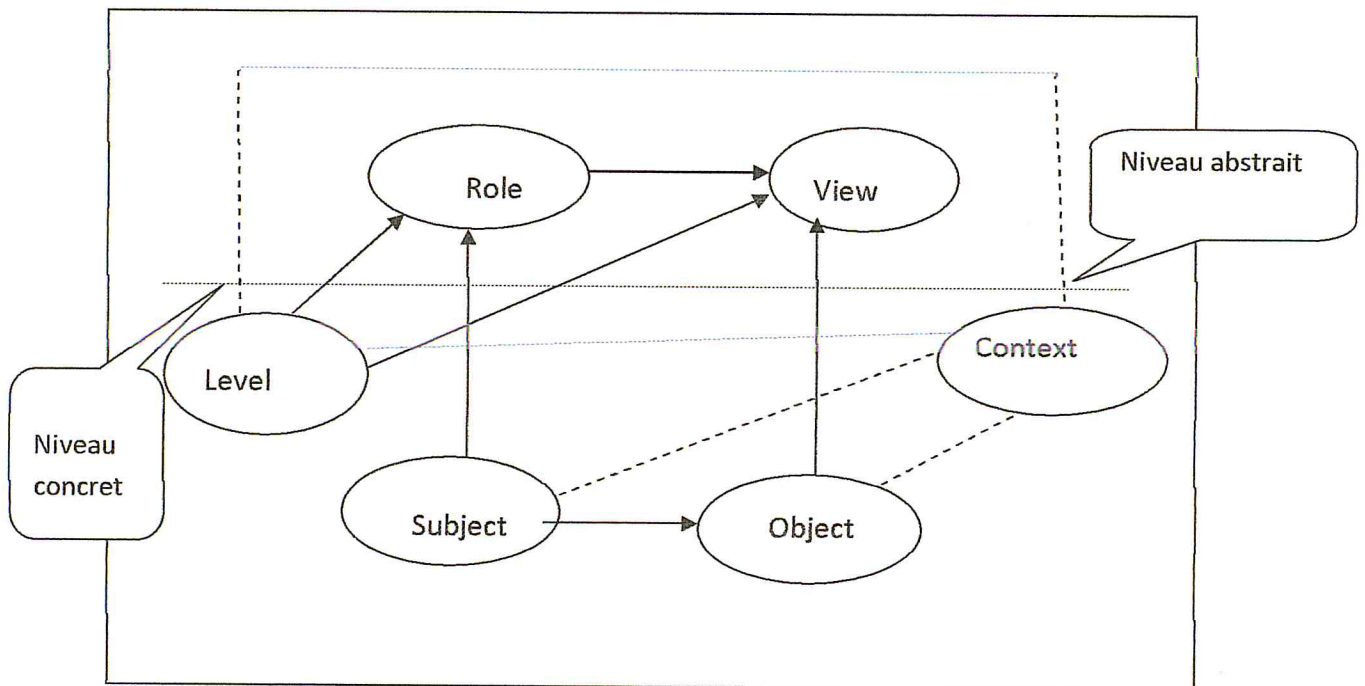 Role
View
Niveau abstrait
Level
Context
Niveau
concret
Subject
Object